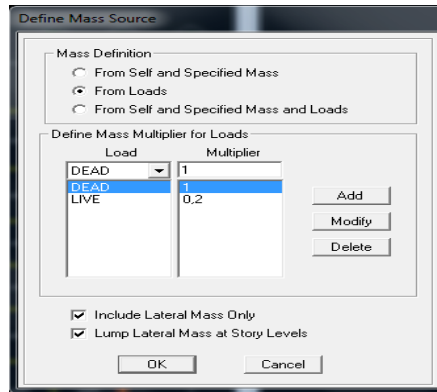 Define Mass Source
Mass Definition
From Self and Specified Mass
From Loads
From Self and Specified Mass and Loads
Define Mass Multiplier for Loads
Load Multiplier
DEAD 1
DEAD 1
LIVE 0,2
Add
Modify
Delete
Include Lateral Mass Only
Lump Lateral Mass at Story Levels
OK Cancel